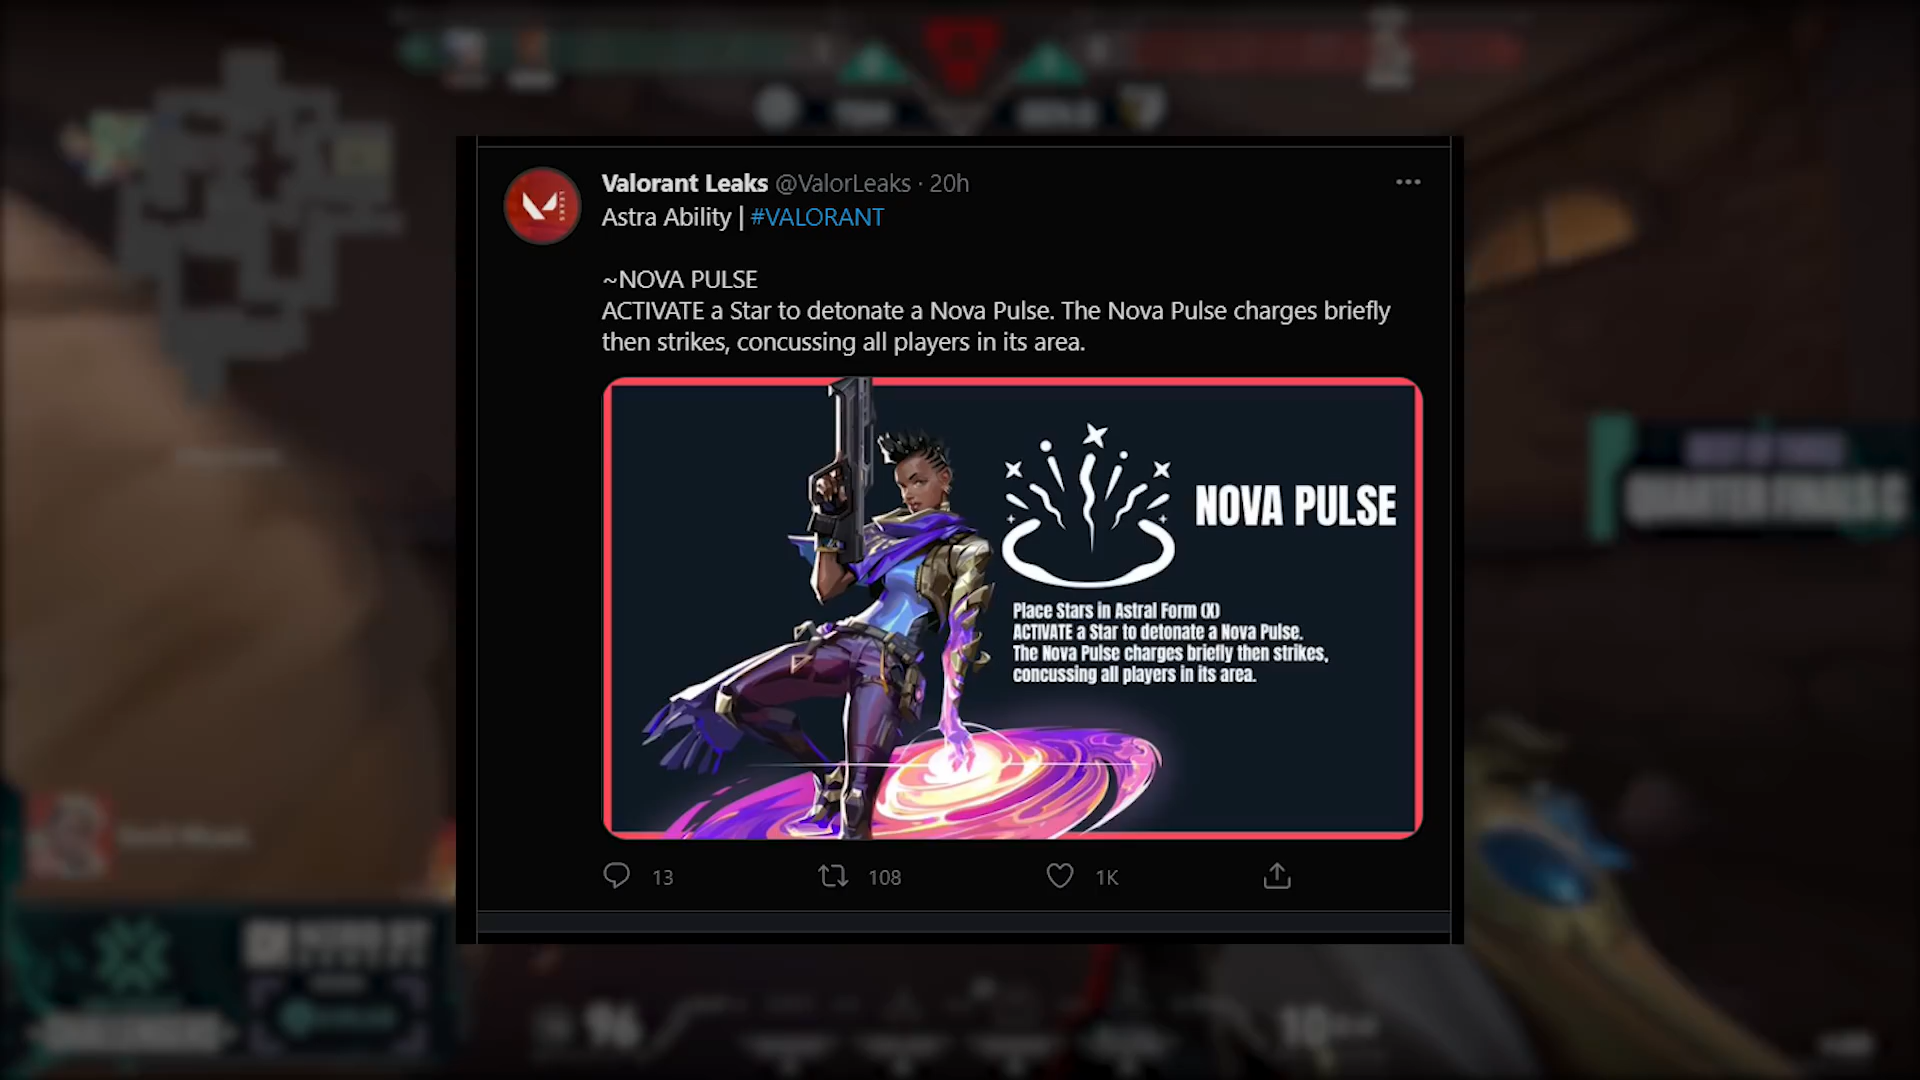 Valorant Leaks @ValorLeaks · 20h
Astra Ability | #VALORANT
~NOVA PULSE
ACTIVATE a Star to detonate a Nova Pulse. The Nova Pulse charges briefly
then strikes, concussing all players in its area.
NOVA PULSE
Place Stars in Astral Form (X)
ACTIVATE a Star to detonate a Nova Pulse.
The Nova Pulse charges briefly then strikes,
concussing all players in its area.
13 108 1K
96